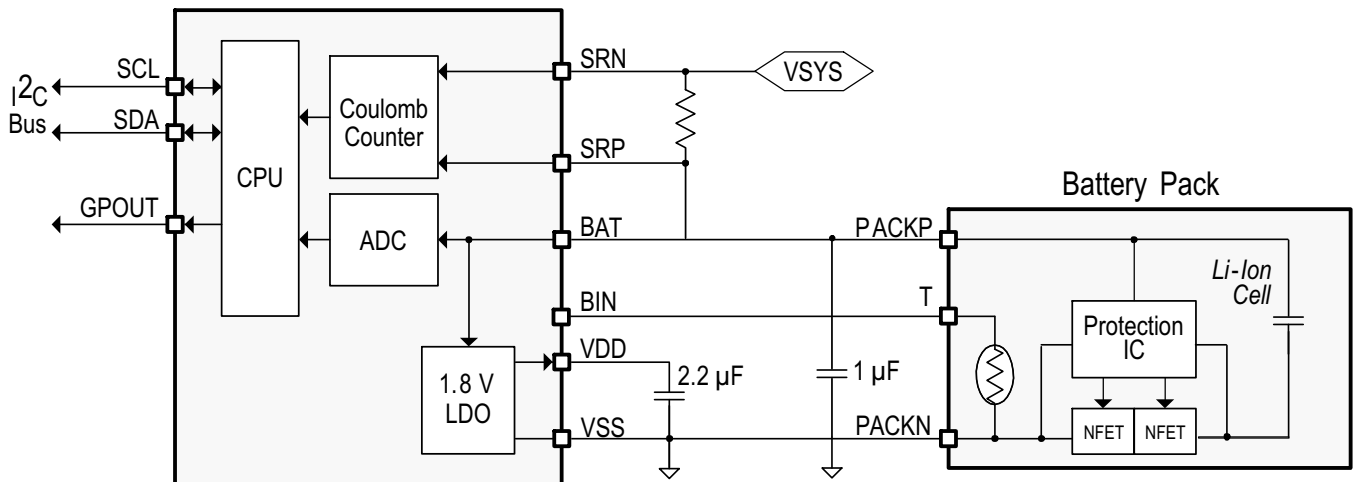 SCL
I2C
Bus
SDA
GPOUT
CPU
Coulomb
Counter
ADC
1.8 V
LDO
SRN
VSYS
SRP
BAT
BIN
VDD
2.2 µF
VSS
1 µF
PACKP
T
PACKN
Battery Pack
Li-Ion
Cell
Protection
IC
NFET
NFET